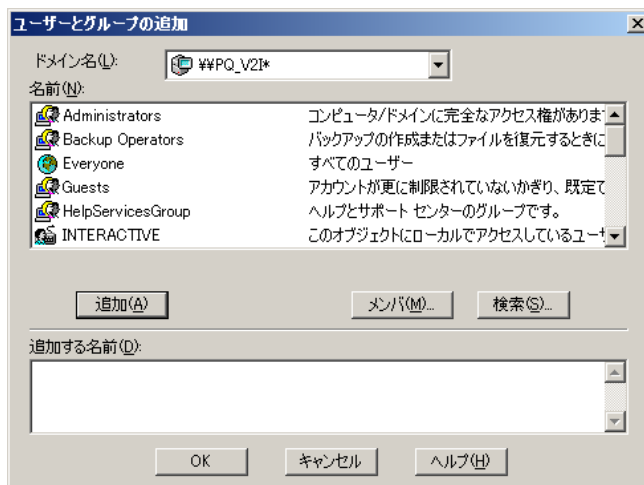 ユーザーとグループの追加
ドメイン名(L):
¥¥PQ_V2I*
名前(N):
Administrators コンピュータ/ドメインに完全なアクセス権がありま
Backup Operators バックアップの作成またはファイルを復元するときに
Everyone すべてのユーザー
Guests アカウントが更に制限されていないかぎり、既定で
HelpServicesGroup ヘルプとサポート センターのグループです。
INTERACTIVE このオブジェクトにローカルでアクセスしているユーザ
追加(A) メンバ(M)... 検索(S)...
追加する名前(D):
OK キャンセル ヘルプ(H)